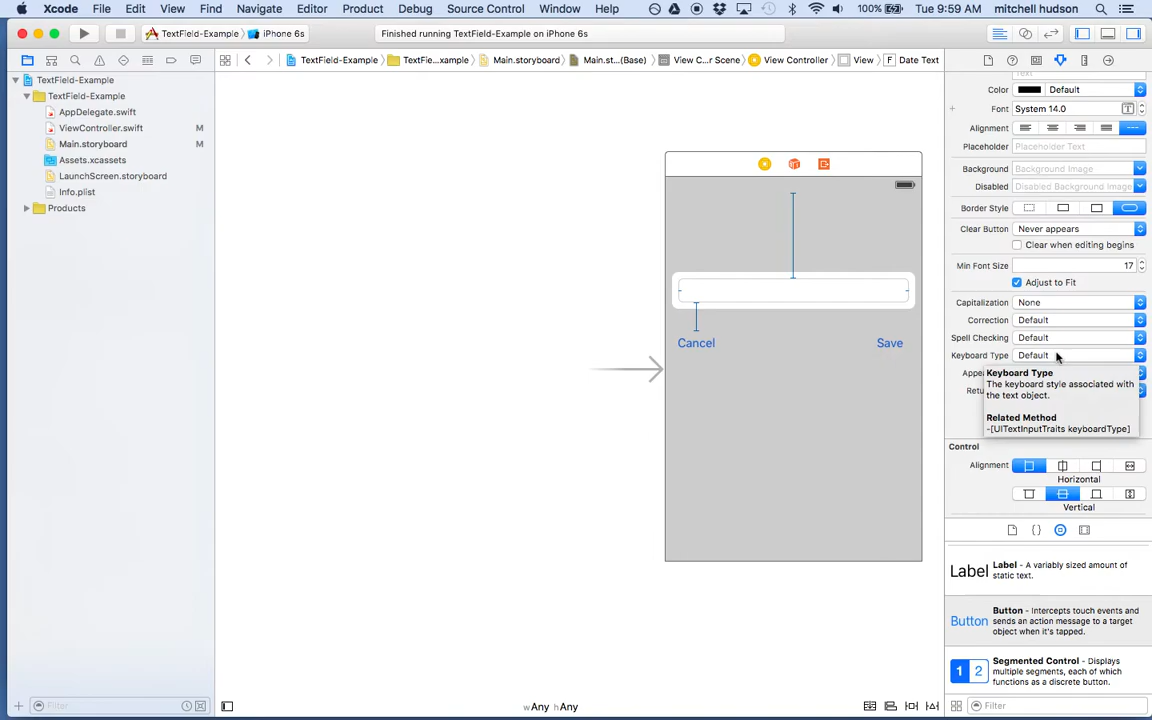 Xcode File Edit View Navigate Editor Product Debug Source Control Window Help 100% Tue 9:59 AM mitchell hudson
TextField-Example iPhone 6s Finished running TextField-Example on iPhone 6s
TextField-Example TextFie...xample Main.storyboard Main.st...(Base) View C...r Scene View Controller View F Date Text
TextField-Example
TextField-Example
AppDelegate.swift
ViewController.swift M
Main.storyboard M
Assets.xcassets
LaunchScreen.storyboard
Info.plist
Products
Cancel Save
Text
Color Default
Font System 14.0 T
Alignment
Placeholder Placeholder Text
Background Background Image
Disabled Disabled Background Image
Border Style
Clear Button Never appears
Clear when editing begins
Min Font Size 17
Adjust to Fit
Capitalization None
Correction Default
Spell Checking Default
Keyboard Type Default
Appe
Retu
Keyboard Type
The keyboard style associated with
the text object.
Related Method
-[UITextInputTraits keyboardType]
Control
Alignment
Horizontal
Vertical
Label Label - A variably sized amount of
static text.
Button Button - Intercepts touch events and
sends an action message to a target
object when it's tapped.
1 2 Segmented Control - Displays
multiple segments, each of which
functions as a discrete button.
Filter
wAny hAny
Filter